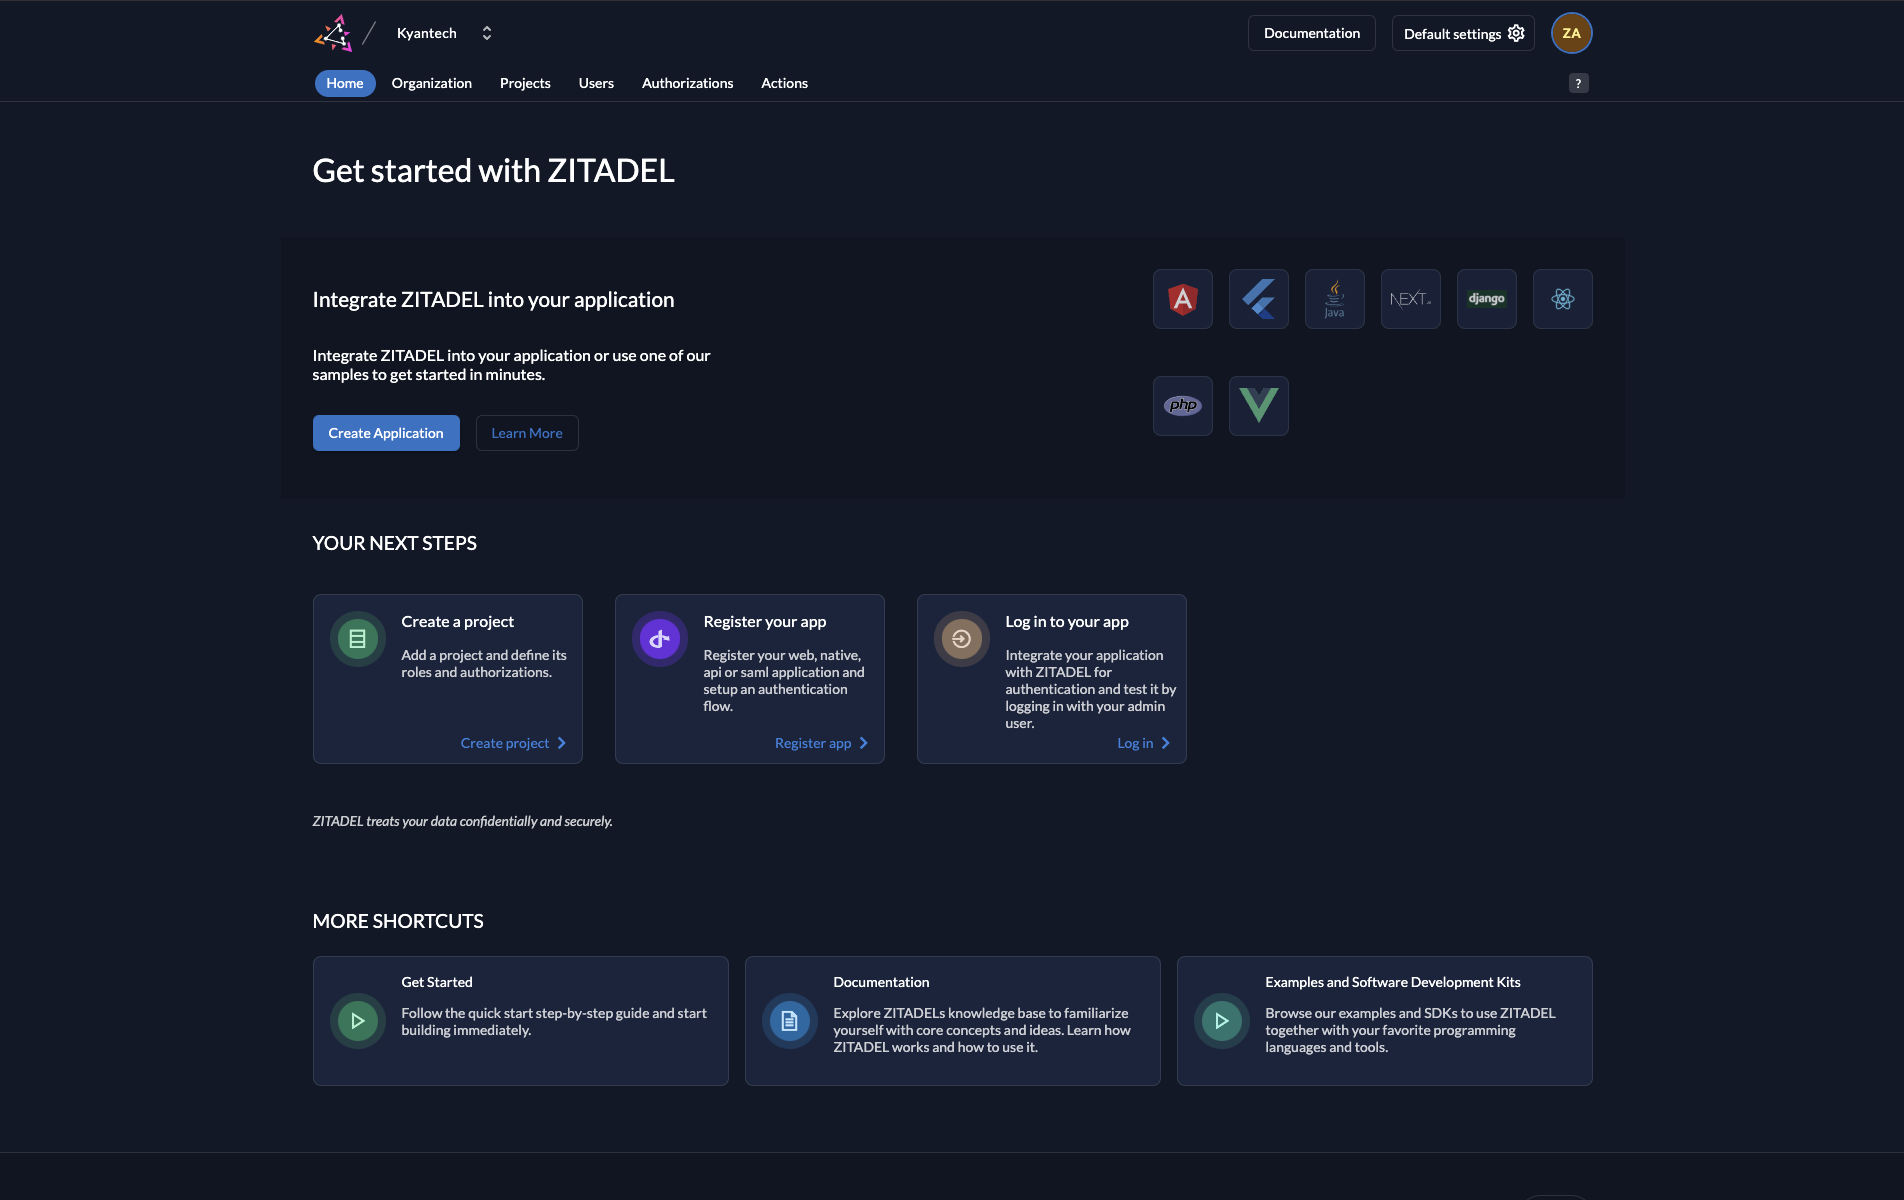 Kyantech
Documentation
Default settings
ZA
Home
Organization
Projects
Users
Authorizations
Actions
?
Get started with ZITADEL
Integrate ZITADEL into your application
Integrate ZITADEL into your application or use one of our
samples to get started in minutes.
Create Application
Learn More
Java
NEXT.JS
django
php
YOUR NEXT STEPS
Create a project
Add a project and define its
roles and authorizations.
Create project
Register your app
Register your web, native,
api or saml application and
setup an authentication
flow.
Register app
Log in to your app
Integrate your application
with ZITADEL for
authentication and test it by
logging in with your admin
user.
Log in
ZITADEL treats your data confidentially and securely.
MORE SHORTCUTS
Get Started
Follow the quick start step-by-step guide and start
building immediately.
Documentation
Explore ZITADELs knowledge base to familiarize
yourself with core concepts and ideas. Learn how
ZITADEL works and how to use it.
Examples and Software Development Kits
Browse our examples and SDKs to use ZITADEL
together with your favorite programming
languages and tools.